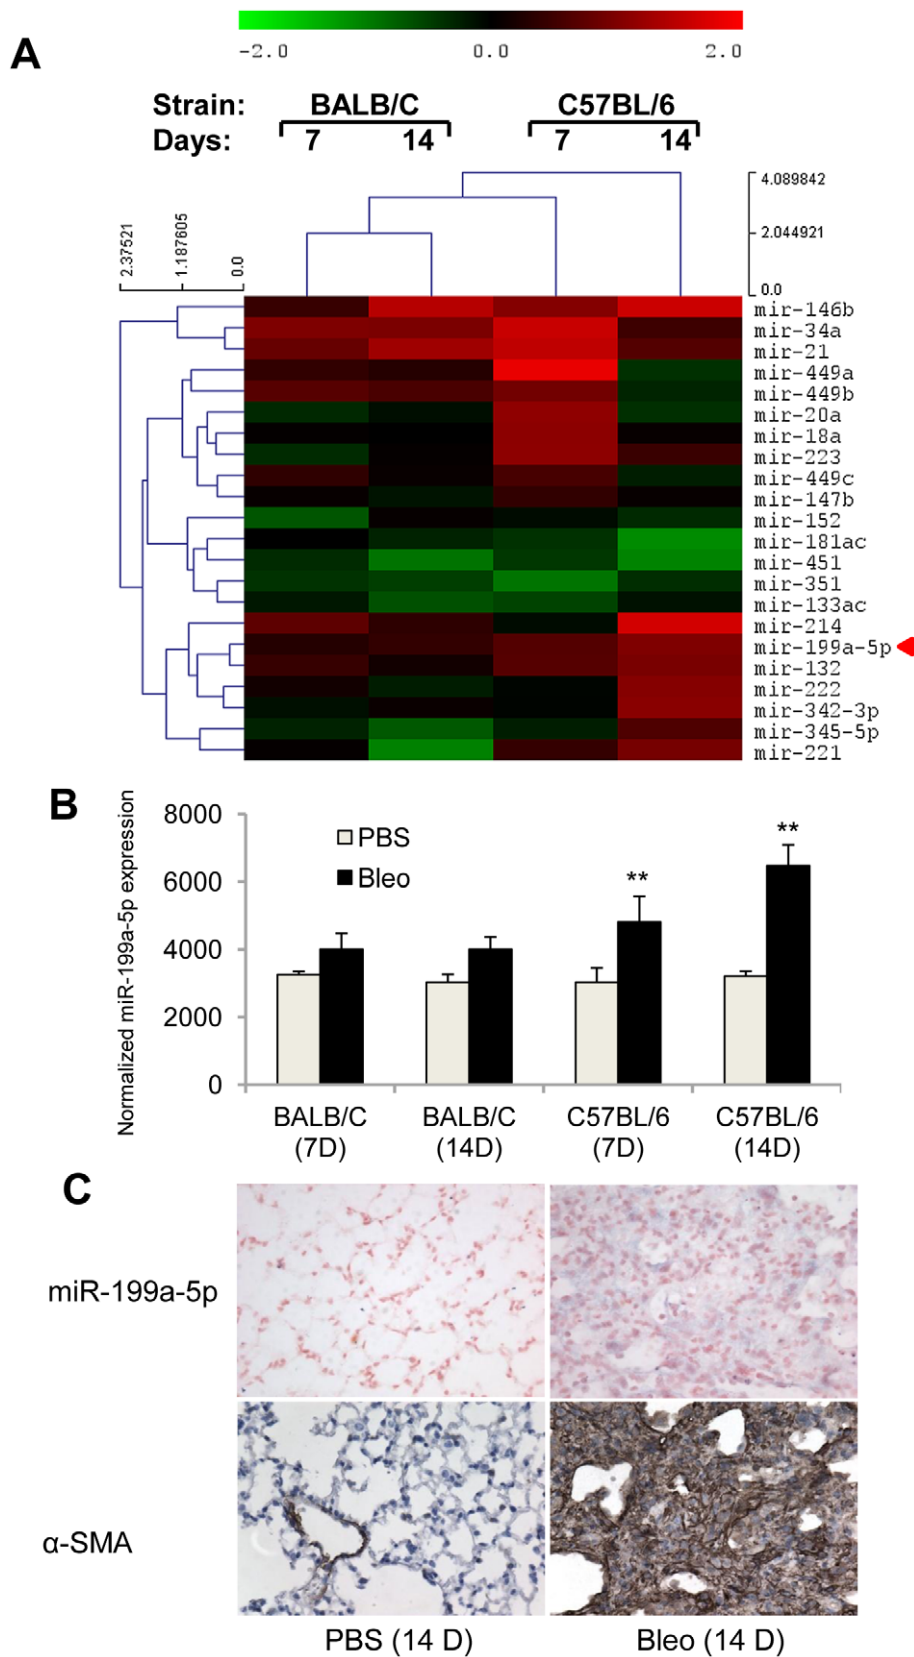 -2.0 0.0 2.0
A
Strain: BALB/C C57BL/6
Days: 7 14 7 14
4.089842
2.044921
0.0
2.37521
1.187605
0.0
mir-146b
mir-34a
mir-21
mir-449a
mir-449b
mir-20a
mir-18a
mir-223
mir-449c
mir-147b
mir-152
mir-181ac
mir-451
mir-351
mir-133ac
mir-214
mir-199a-5p
mir-132
mir-222
mir-342-3p
mir-345-5p
mir-221
B
Normalized miR-199a-5p expression
8000
6000
4000
2000
0
PBS
Bleo
**
**
BALB/C BALB/C C57BL/6 C57BL/6
(7D) (14D) (7D) (14D)
C
miR-199a-5p
α-SMA
PBS (14 D) Bleo (14 D)